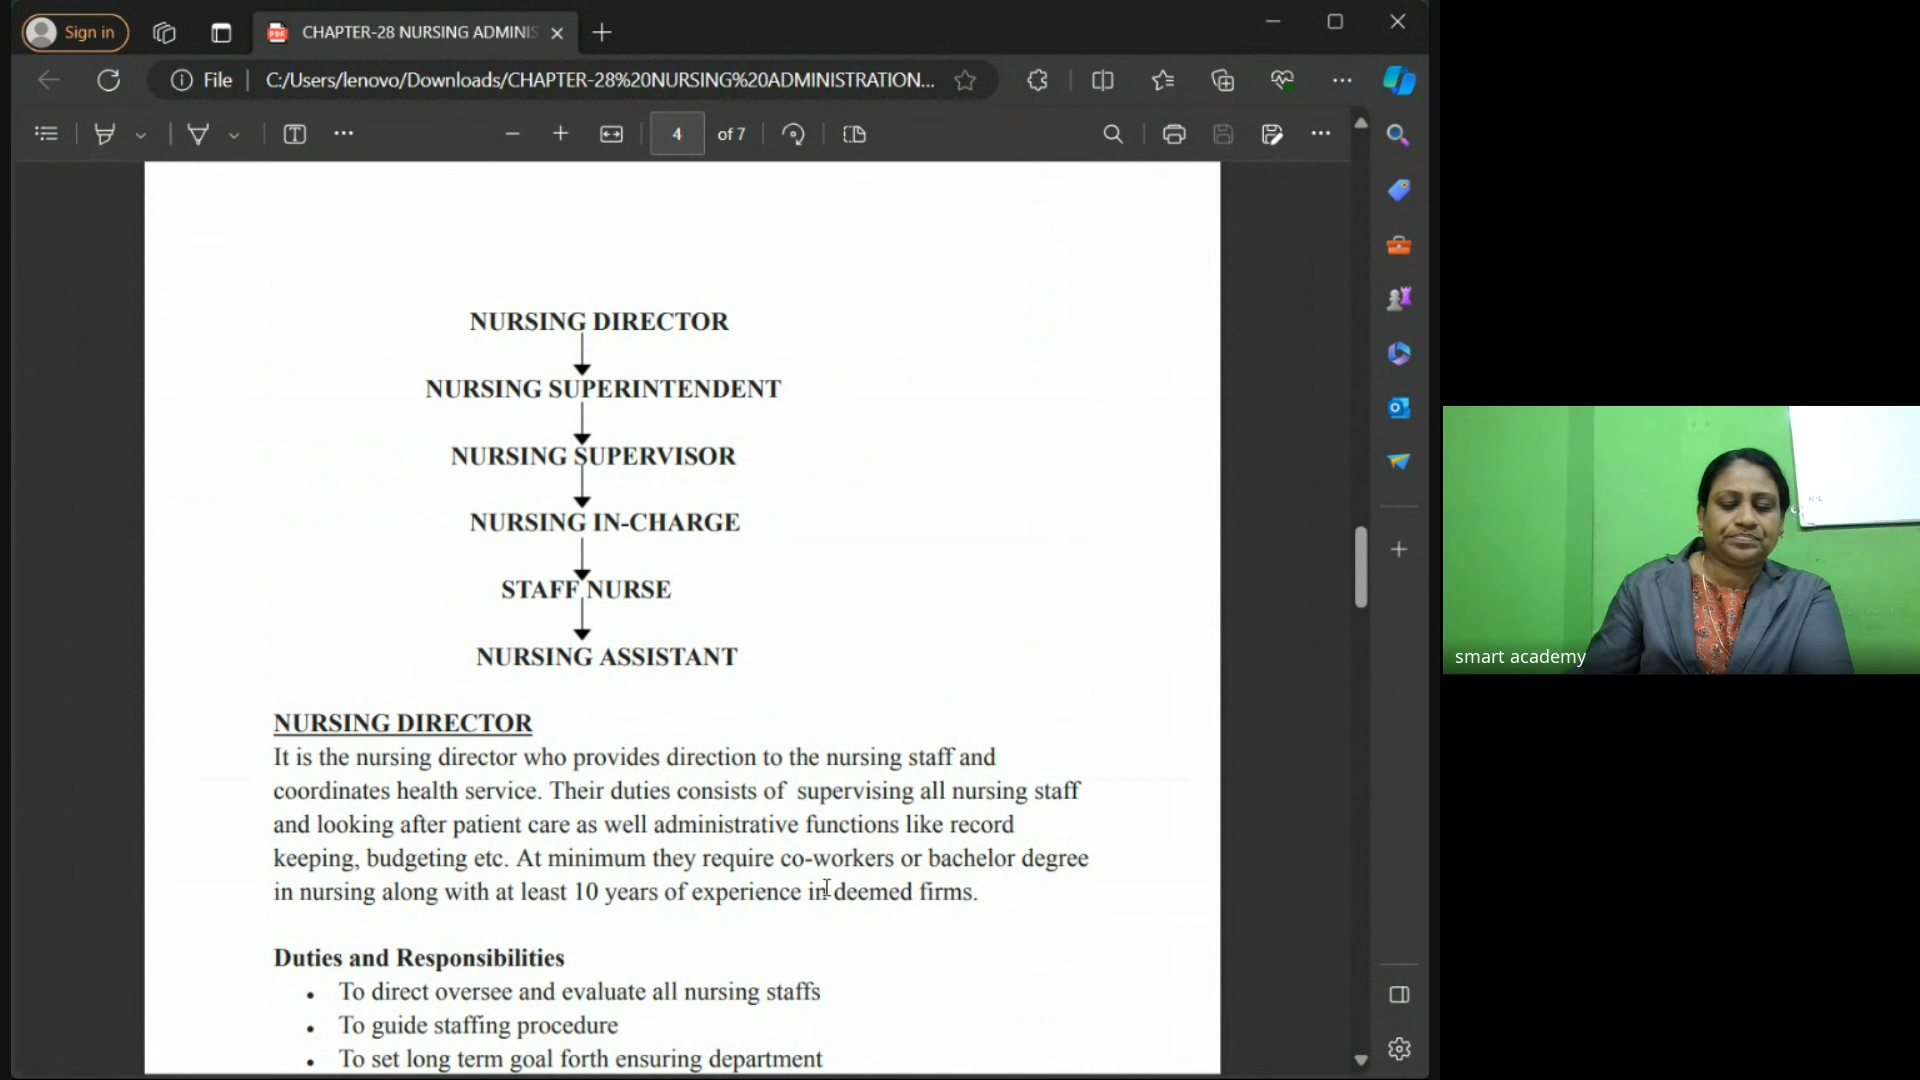 Sign in
CHAPTER-28 NURSING ADMINIS
File
C:/Users/lenovo/Downloads/CHAPTER-28%20NURSING%20ADMINISTRATION...
4 of 7
NURSING DIRECTOR
NURSING SUPERINTENDENT
NURSING SUPERVISOR
NURSING IN-CHARGE
STAFF NURSE
NURSING ASSISTANT
NURSING DIRECTOR
It is the nursing director who provides direction to the nursing staff and
coordinates health service. Their duties consists of supervising all nursing staff
and looking after patient care as well administrative functions like record
keeping, budgeting etc. At minimum they require co-workers or bachelor degree
in nursing along with at least 10 years of experience in deemed firms.
Duties and Responsibilities
• To direct oversee and evaluate all nursing staffs
• To guide staffing procedure
• To set long term goal forth ensuring department
smart academy